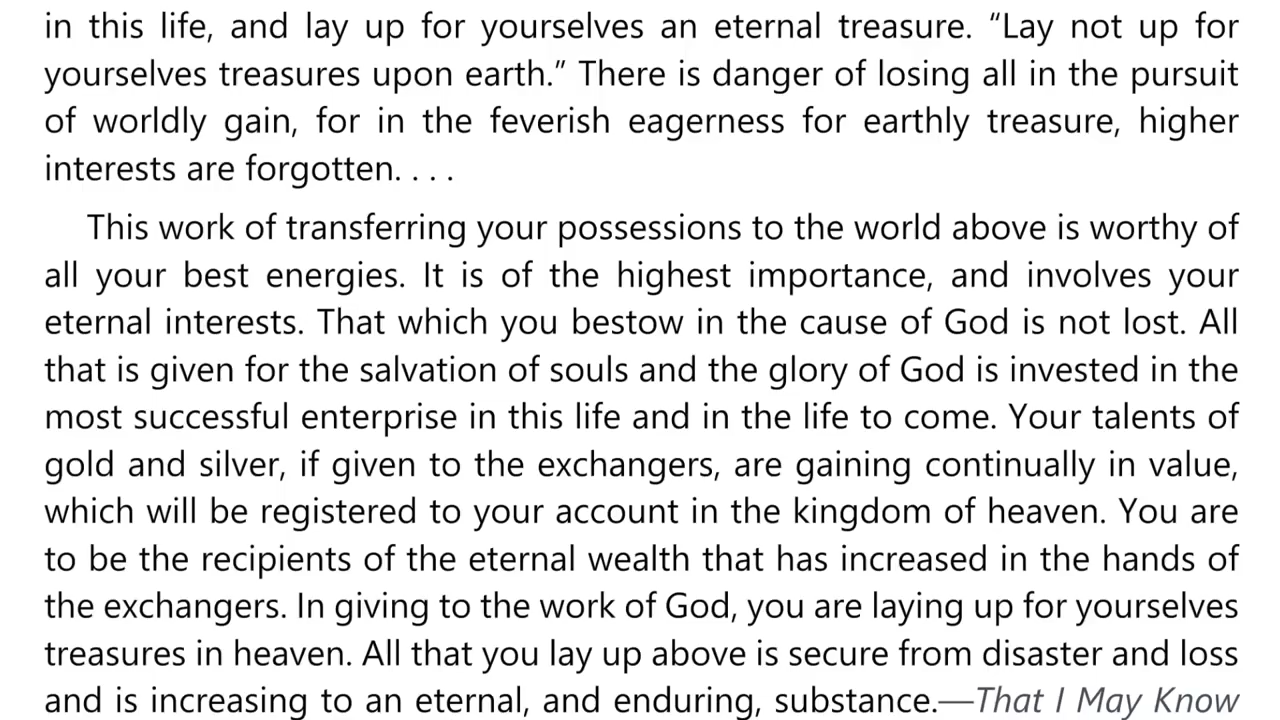 in this life, and lay up for yourselves an eternal treasure. “Lay not up for
yourselves treasures upon earth.” There is danger of losing all in the pursuit
of worldly gain, for in the feverish eagerness for earthly treasure, higher
interests are forgotten. . . .
This work of transferring your possessions to the world above is worthy of
all your best energies. It is of the highest importance, and involves your
eternal interests. That which you bestow in the cause of God is not lost. All
that is given for the salvation of souls and the glory of God is invested in the
most successful enterprise in this life and in the life to come. Your talents of
gold and silver, if given to the exchangers, are gaining continually in value,
which will be registered to your account in the kingdom of heaven. You are
to be the recipients of the eternal wealth that has increased in the hands of
the exchangers. In giving to the work of God, you are laying up for yourselves
treasures in heaven. All that you lay up above is secure from disaster and loss
and is increasing to an eternal, and enduring, substance.—That I May Know